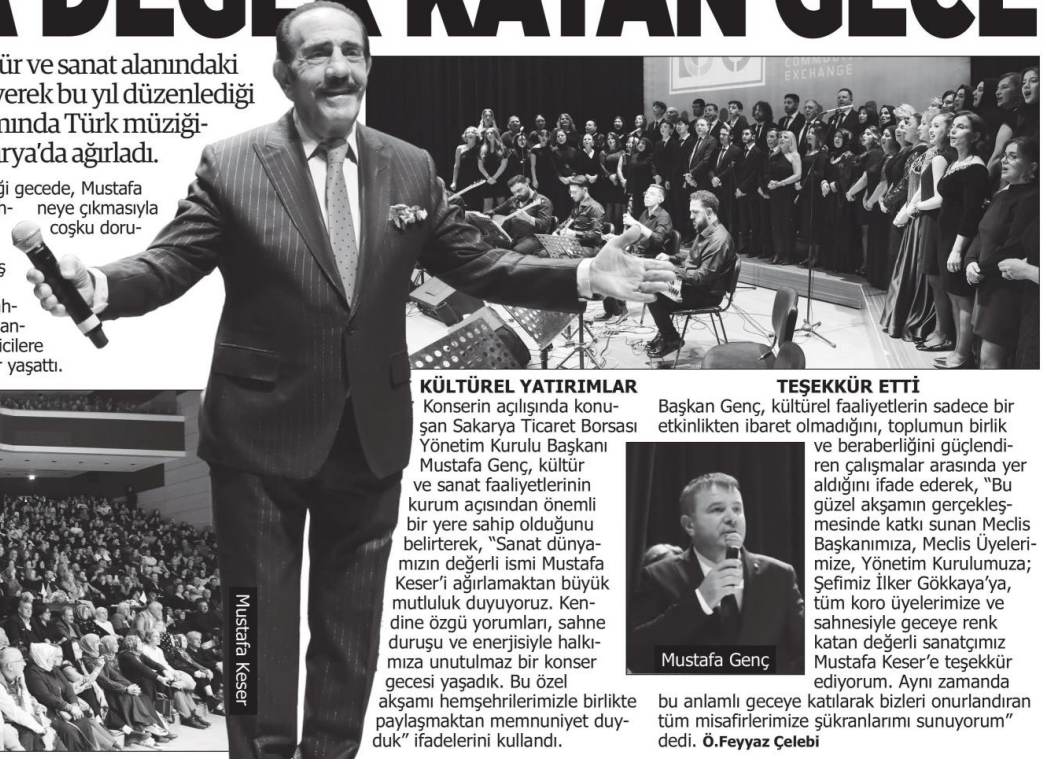 DEĞER KATAN GECE
ür ve sanat alanındaki
yerek bu yıl düzenlediği
mında Türk müziği-
rya'da ağırladı.
ği gecede, Mustafa
neye çıkmasıyla
coşku doru-
icilere
yaşattı.
COMMODITY
EXCHANGE
Mustafa Keser
KÜLTÜREL YATIRIMLAR
Konserin açılışında konu-
şan Sakarya Ticaret Borsası
Yönetim Kurulu Başkanı
Mustafa Genç, kültür
ve sanat faaliyetlerinin
kurum açısından önemli
bir yere sahip olduğunu
belirterek, “Sanat dünya-
mızın değerli ismi Mustafa
Keser’i ağırlamaktan büyük
mutluluk duyuyoruz. Ken-
dine özgü yorumları, sahne
duruşu ve enerjisiyle halkı-
mıza unutulmaz bir konser
gecesi yaşadık. Bu özel
akşamı hemşehrilerimizle birlikte
paylaşmaktan memnuniyet duy-
duk” ifadelerini kullandı.
TEŞEKKÜR ETTİ
Başkan Genç, kültürel faaliyetlerin sadece bir
etkinlikten ibaret olmadığını, toplumun birlik
ve beraberliğini güçlendi-
ren çalışmalar arasında yer
aldığını ifade ederek, “Bu
güzel akşamın gerçekleş-
mesinde katkı sunan Meclis
Başkanımıza, Meclis Üyeleri-
mize, Yönetim Kurulumuza;
Şefimiz İlker Gökkaya’ya,
tüm koro üyelerimize ve
sahnesiyle geceye renk
katan değerli sanatçımız
Mustafa Keser’e teşekkür
ediyorum. Aynı zamanda
bu anlamlı geceye katılarak bizleri onurlandıran
tüm misafirlerimize şükranlarımı sunuyorum”
dedi. Ö.Feyyaz Çelebi
Mustafa Genç